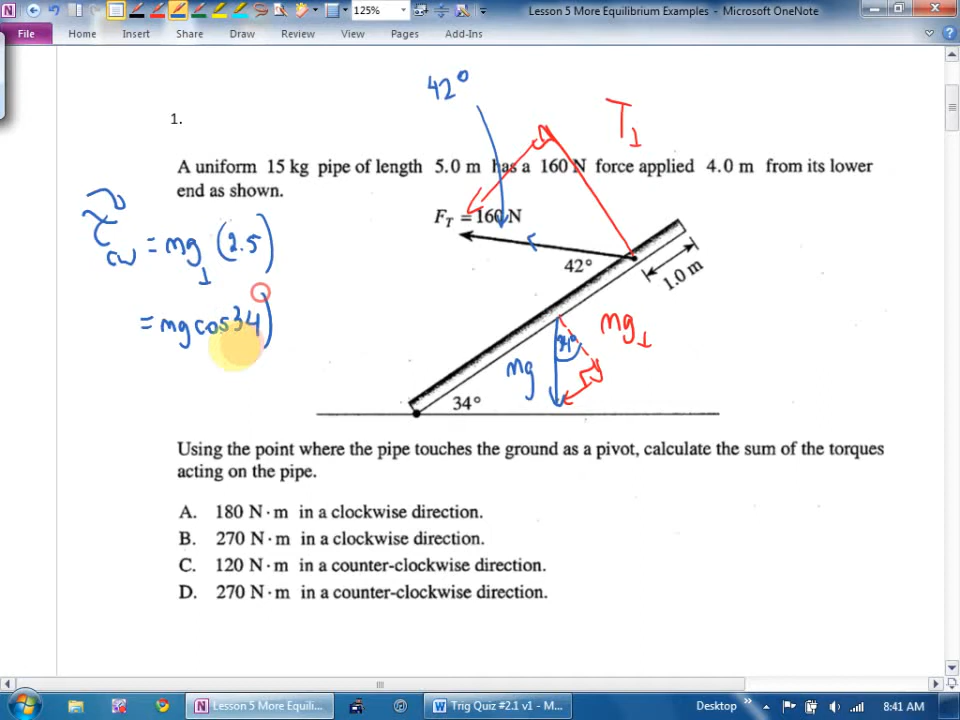 125%
Lesson 5 More Equilibrium Examples - Microsoft OneNote
File Home Insert Share Draw Review View Pages Add-Ins
42°
1.
T⊥
A uniform 15 kg pipe of length 5.0 m has a 160 N force applied 4.0 m from its lower
end as shown.
F_T = 160 N
τ_cw = mg⊥ (2.5)
42°
1.0 m
= mg cos34)
34°
mg
mg⊥
34°
Using the point where the pipe touches the ground as a pivot, calculate the sum of the torques
acting on the pipe.
A. 180 N·m in a clockwise direction.
B. 270 N·m in a clockwise direction.
C. 120 N·m in a counter-clockwise direction.
D. 270 N·m in a counter-clockwise direction.
Lesson 5 More Equili...
Trig Quiz #2.1 v1 - M...
Desktop
8:41 AM